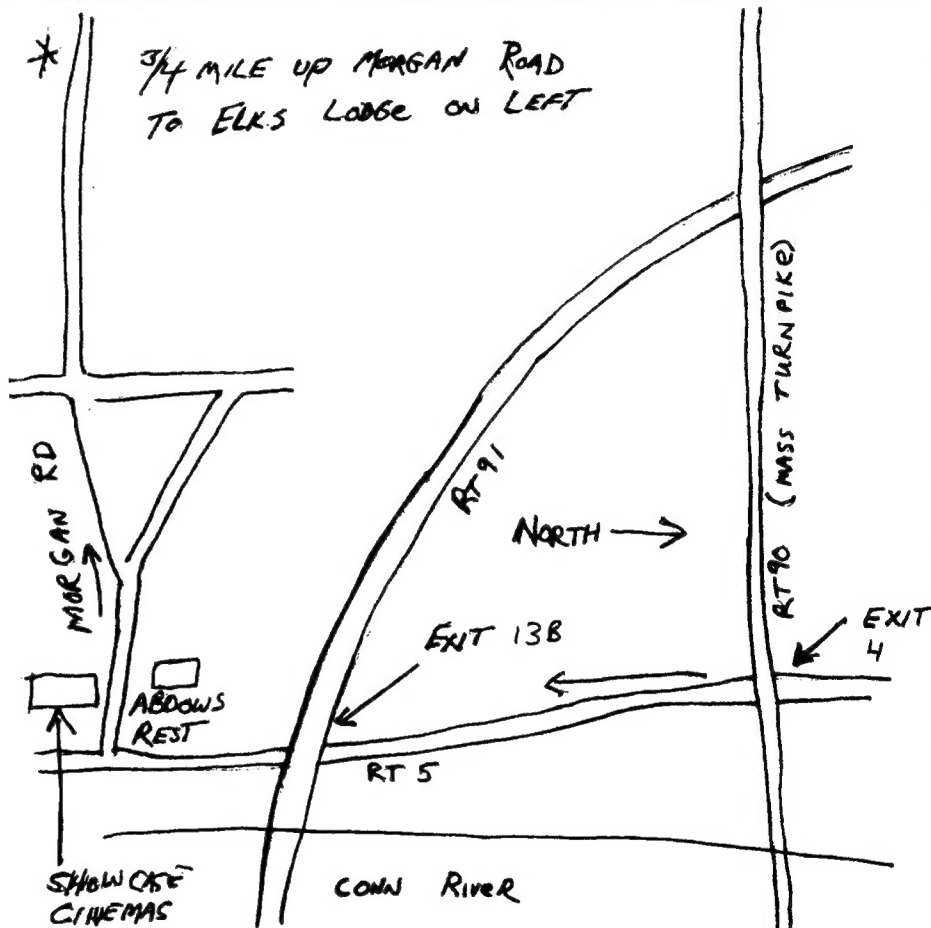 * 3/4 MILE UP MORGAN ROAD
TO ELKS LODGE ON LEFT
RT 90 (MASS TURNPIKE)
RT 91
MORGAN RD
NORTH
EXIT 13B
EXIT
4
ABDOWS
REST
RT 5
SHOWCASE
CINEMAS
CONN RIVER